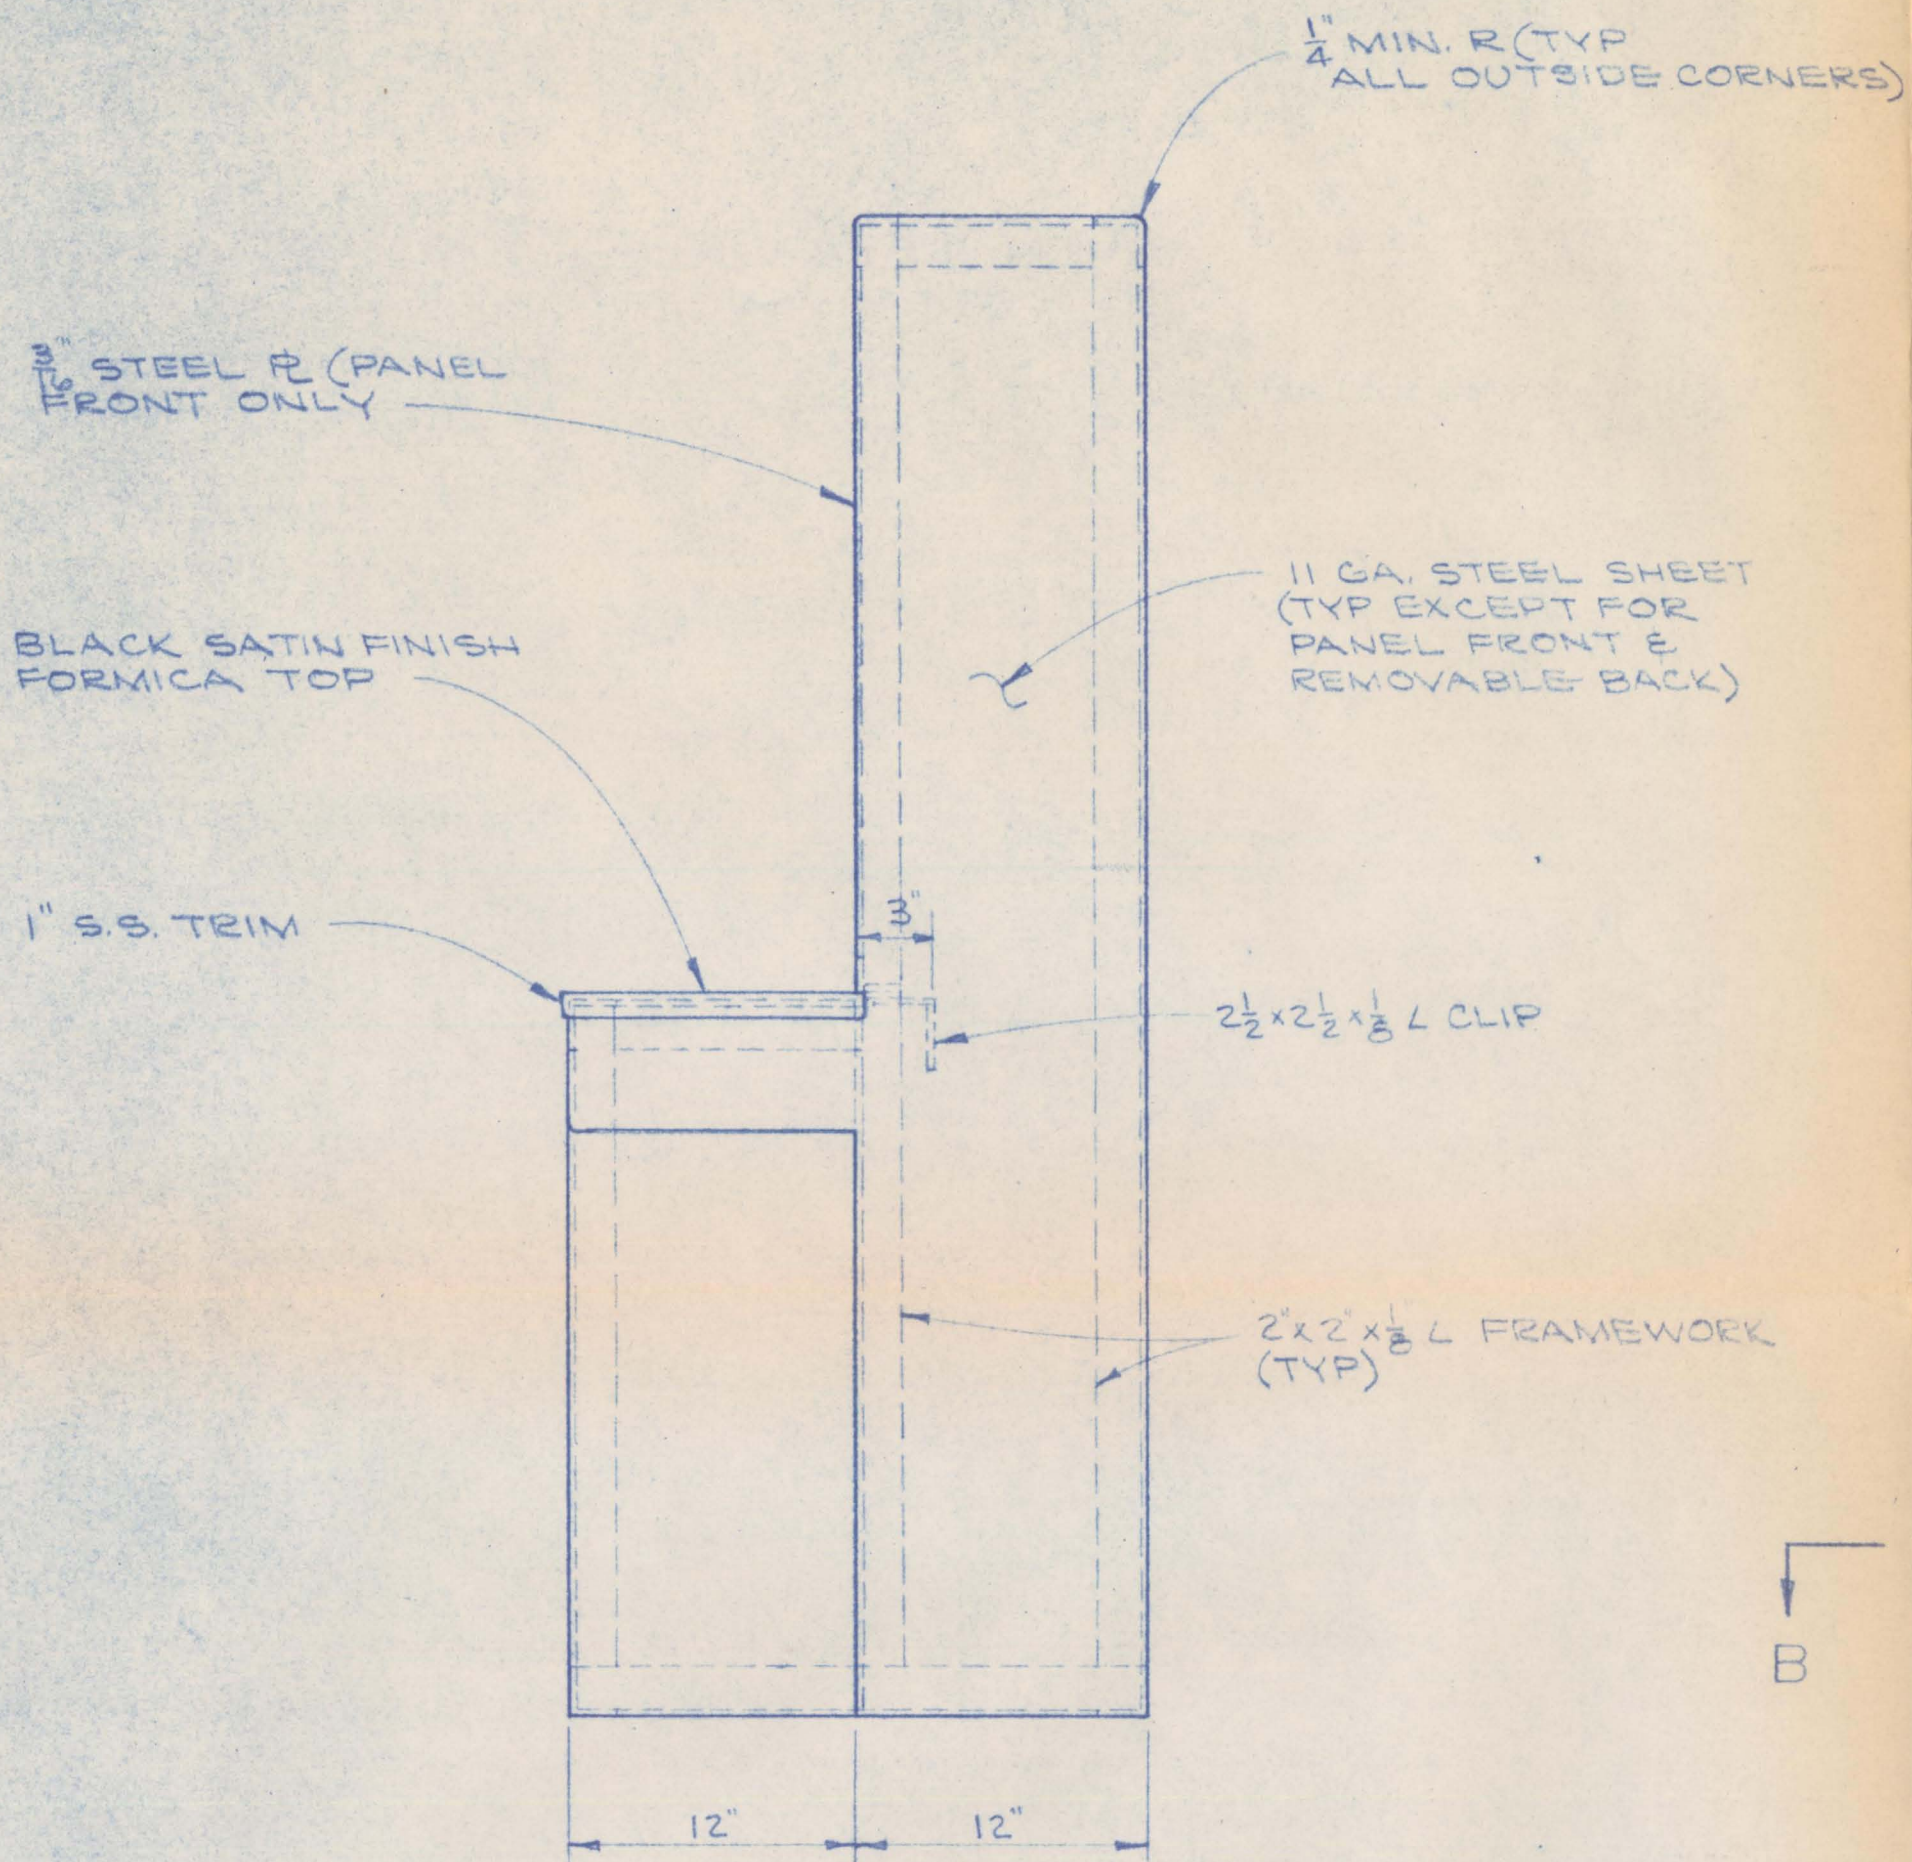 1/4" MIN. R (TYP
ALL OUTSIDE CORNERS)
3/16" STEEL PL (PANEL
FRONT ONLY
11 GA. STEEL SHEET
(TYP EXCEPT FOR
PANEL FRONT &
REMOVABLE BACK)
BLACK SATIN FINISH
FORMICA TOP
1" S.S. TRIM
3"
2 1/2 x 2 1/2 x 1/8 L CLIP
2" x 2" x 1/8 L FRAMEWORK
(TYP)
B
12"
12"